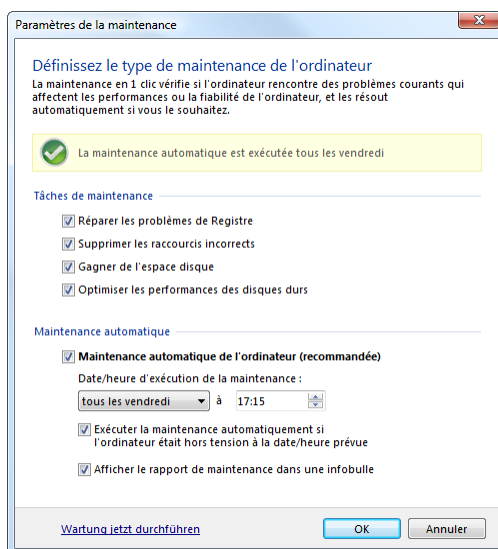 Paramètres de la maintenance
Définissez le type de maintenance de l'ordinateur
La maintenance en 1 clic vérifie si l'ordinateur rencontre des problèmes courants qui
affectent les performances ou la fiabilité de l'ordinateur, et les résout
automatiquement si vous le souhaitez.
La maintenance automatique est exécutée tous les vendredi
Tâches de maintenance
Réparer les problèmes de Registre
Supprimer les raccourcis incorrects
Gagner de l'espace disque
Optimiser les performances des disques durs
Maintenance automatique
Maintenance automatique de l'ordinateur (recommandée)
Date/heure d'exécution de la maintenance :
tous les vendredi à 17:15
Exécuter la maintenance automatiquement si
l'ordinateur était hors tension à la date/heure prévue
Afficher le rapport de maintenance dans une infobulle
Wartung jetzt durchführen OK Annuler